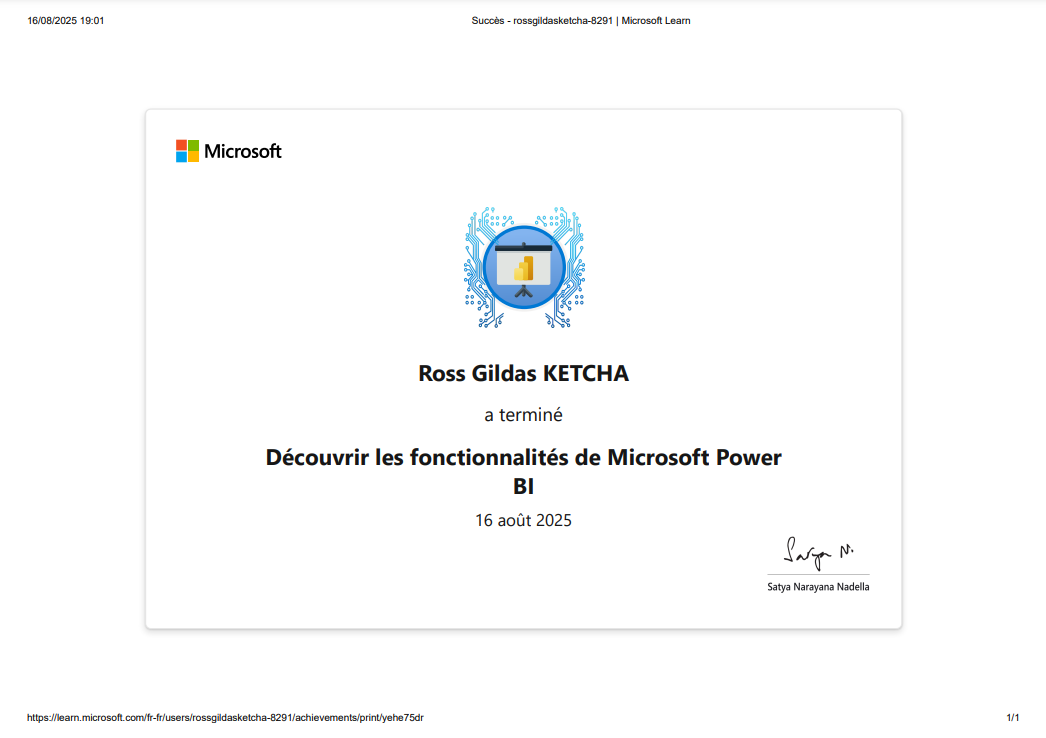 16/08/2025 19:01
Succès - rossgildasketcha-8291 | Microsoft Learn
Microsoft
Ross Gildas KETCHA
a terminé
Découvrir les fonctionnalités de Microsoft Power
BI
16 août 2025
Satya N.
Satya Narayana Nadella
https://learn.microsoft.com/fr-fr/users/rossgildasketcha-8291/achievements/print/yehe75dr
1/1